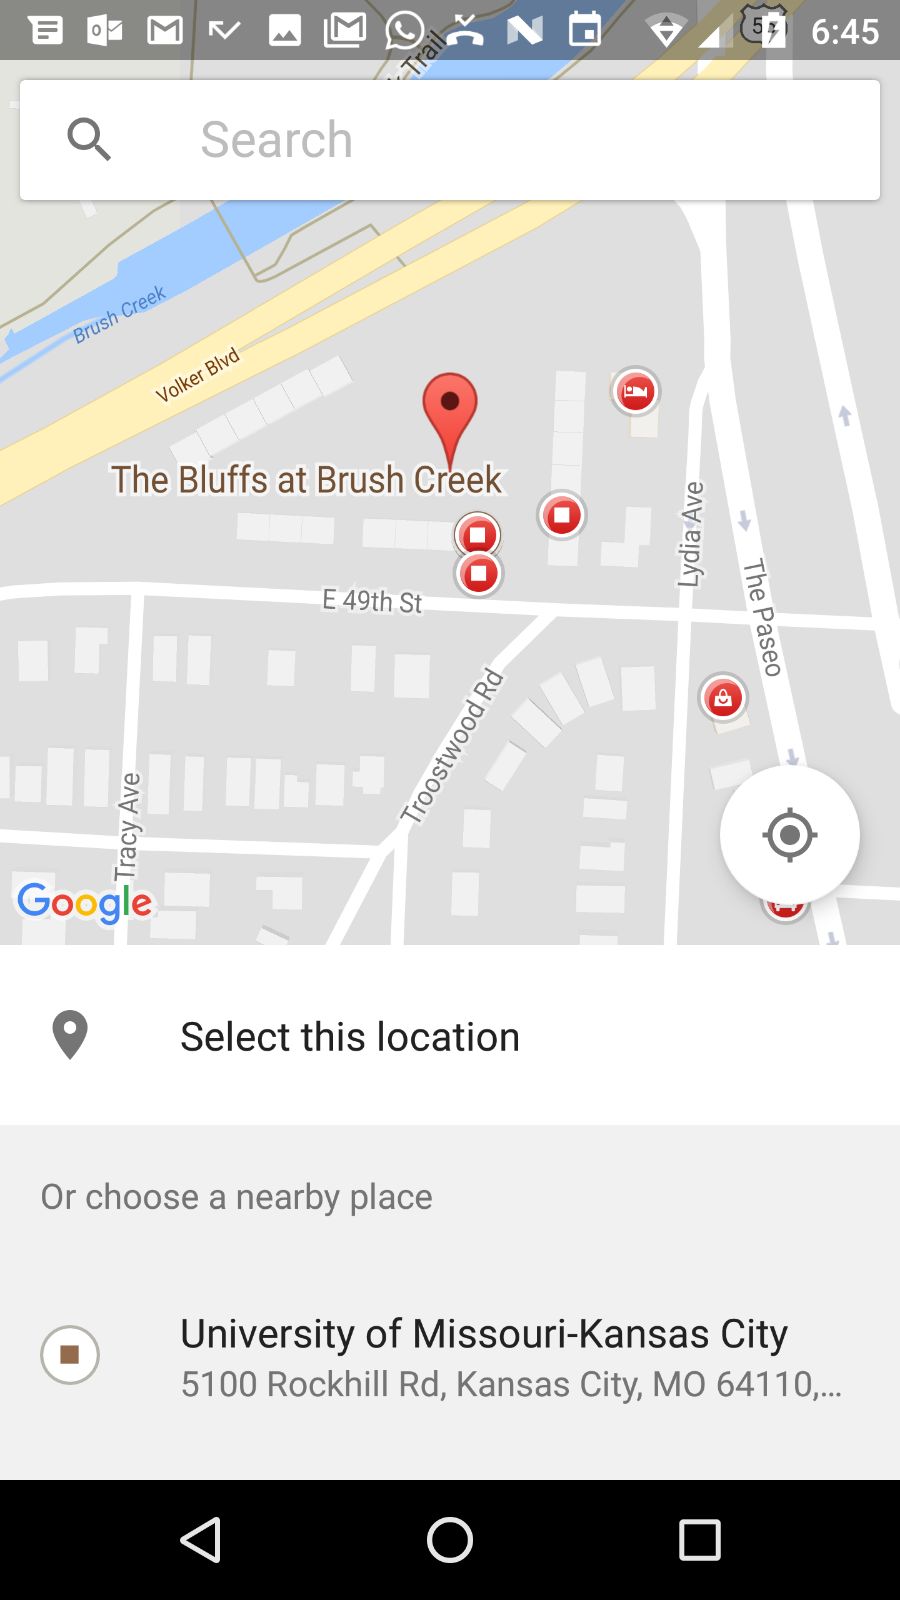 6:45
k Trail
Search
Brush Creek
Volker Blvd
The Bluffs at Brush Creek
Lydia Ave
E 49th St
The Paseo
Troostwood Rd
Tracy Ave
Google
Select this location
Or choose a nearby place
University of Missouri-Kansas City
5100 Rockhill Rd, Kansas City, MO 64110,...